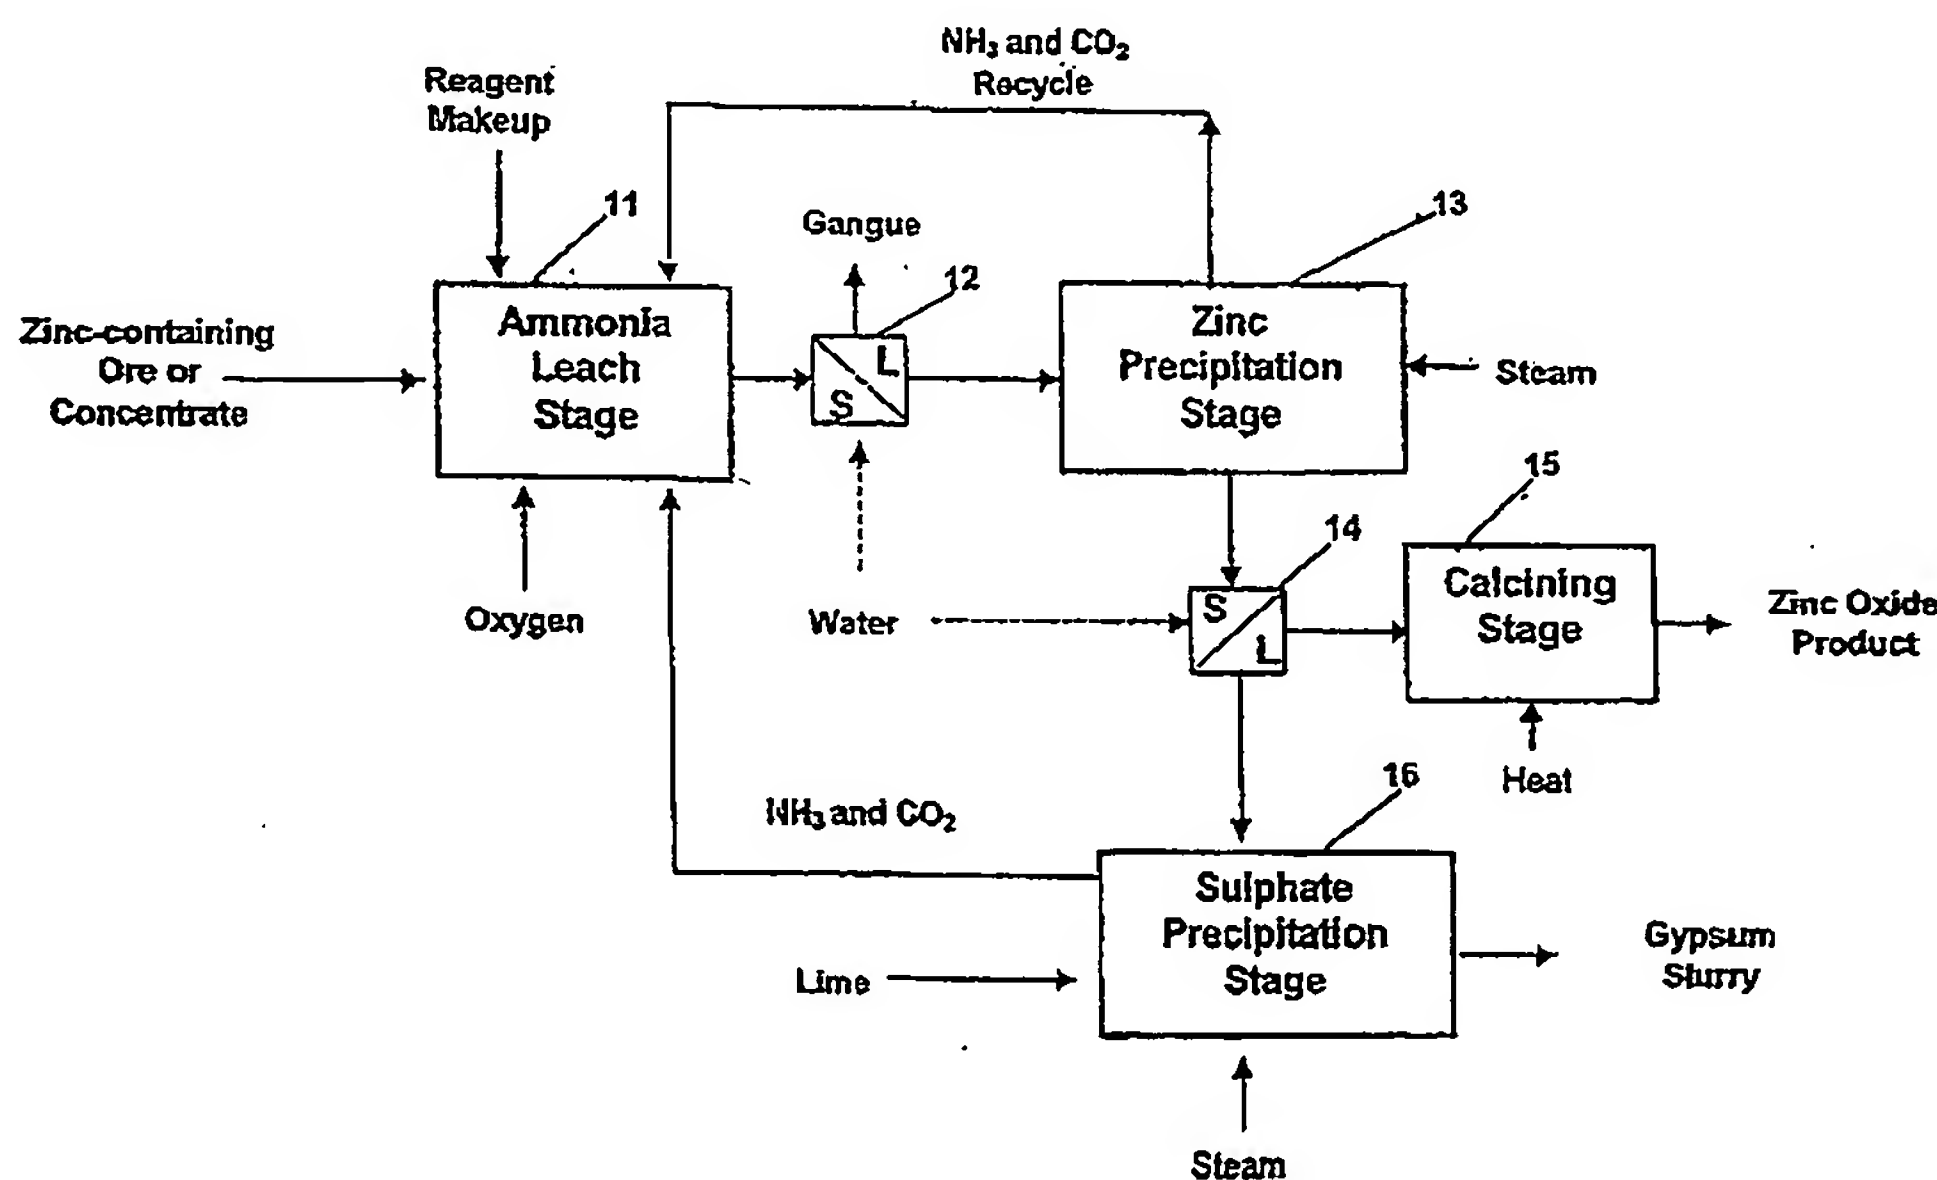 NH₃ and CO₂
Recycle
Reagent
Makeup
11
13
Gangue
12
Zinc-containing
Ore or
Concentrate
Ammonia
Leach
Stage
L
S
Zinc
Precipitation
Stage
Steam
15
14
Oxygen
Water
S
L
Calcining
Stage
Zinc Oxide
Product
Heat
16
NH₃ and CO₂
Sulphate
Precipitation
Stage
Lime
Gypsum
Slurry
Steam